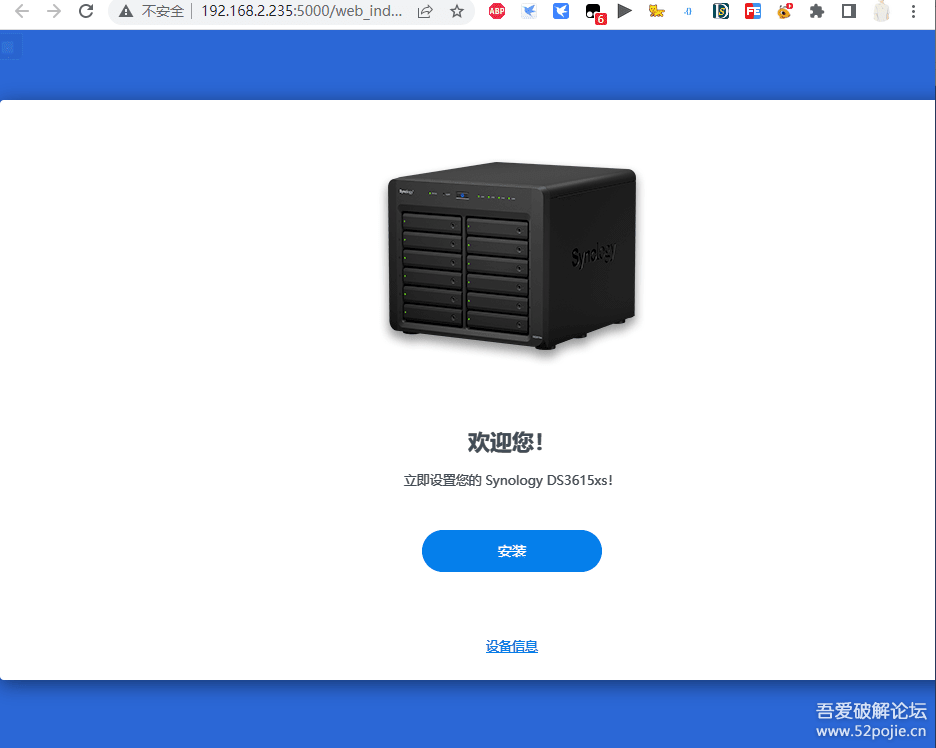 不安全 192.168.2.235:5000/web_ind...
ABP
6
FE
Synology
Synology
欢迎您！
立即设置您的 Synology DS3615xs!
安装
设备信息
吾爱破解论坛
www.52pojie.cn